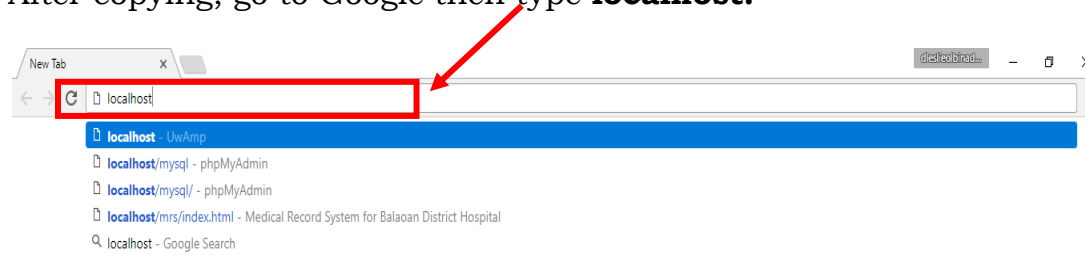 After copying, go to Google then type localhost.
New Tab
localhost
localhost - UwAmp
localhost/mysql - phpMyAdmin
localhost/mysql/ - phpMyAdmin
localhost/mrs/index.html - Medical Record System for Balaoan District Hospital
localhost - Google Search